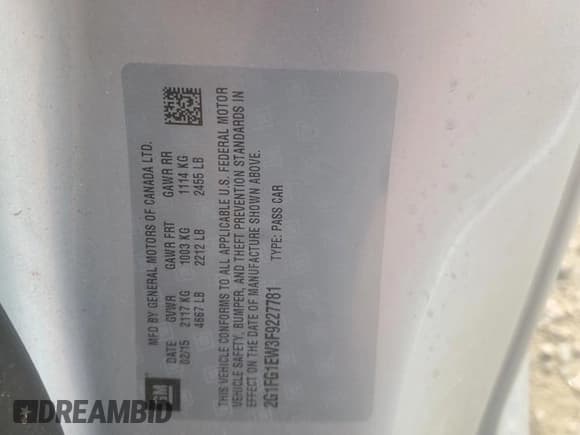 MFD BY GENERAL MOTORS OF CANADA LTD.
DATE GVWR GAWR FRT GAWR RR
02/15 2117 KG 1003 KG 1114 KG
4667 LB 2212 LB 2455 LB
THIS VEHICLE CONFORMS TO ALL APPLICABLE U.S. FEDERAL MOTOR
VEHICLE SAFETY, BUMPER, AND THEFT PREVENTION STANDARDS IN
EFFECT ON THE DATE OF MANUFACTURE SHOWN ABOVE.
2G1FG1EW3F9227781 TYPE: PASS CAR
GM
DREAMBID